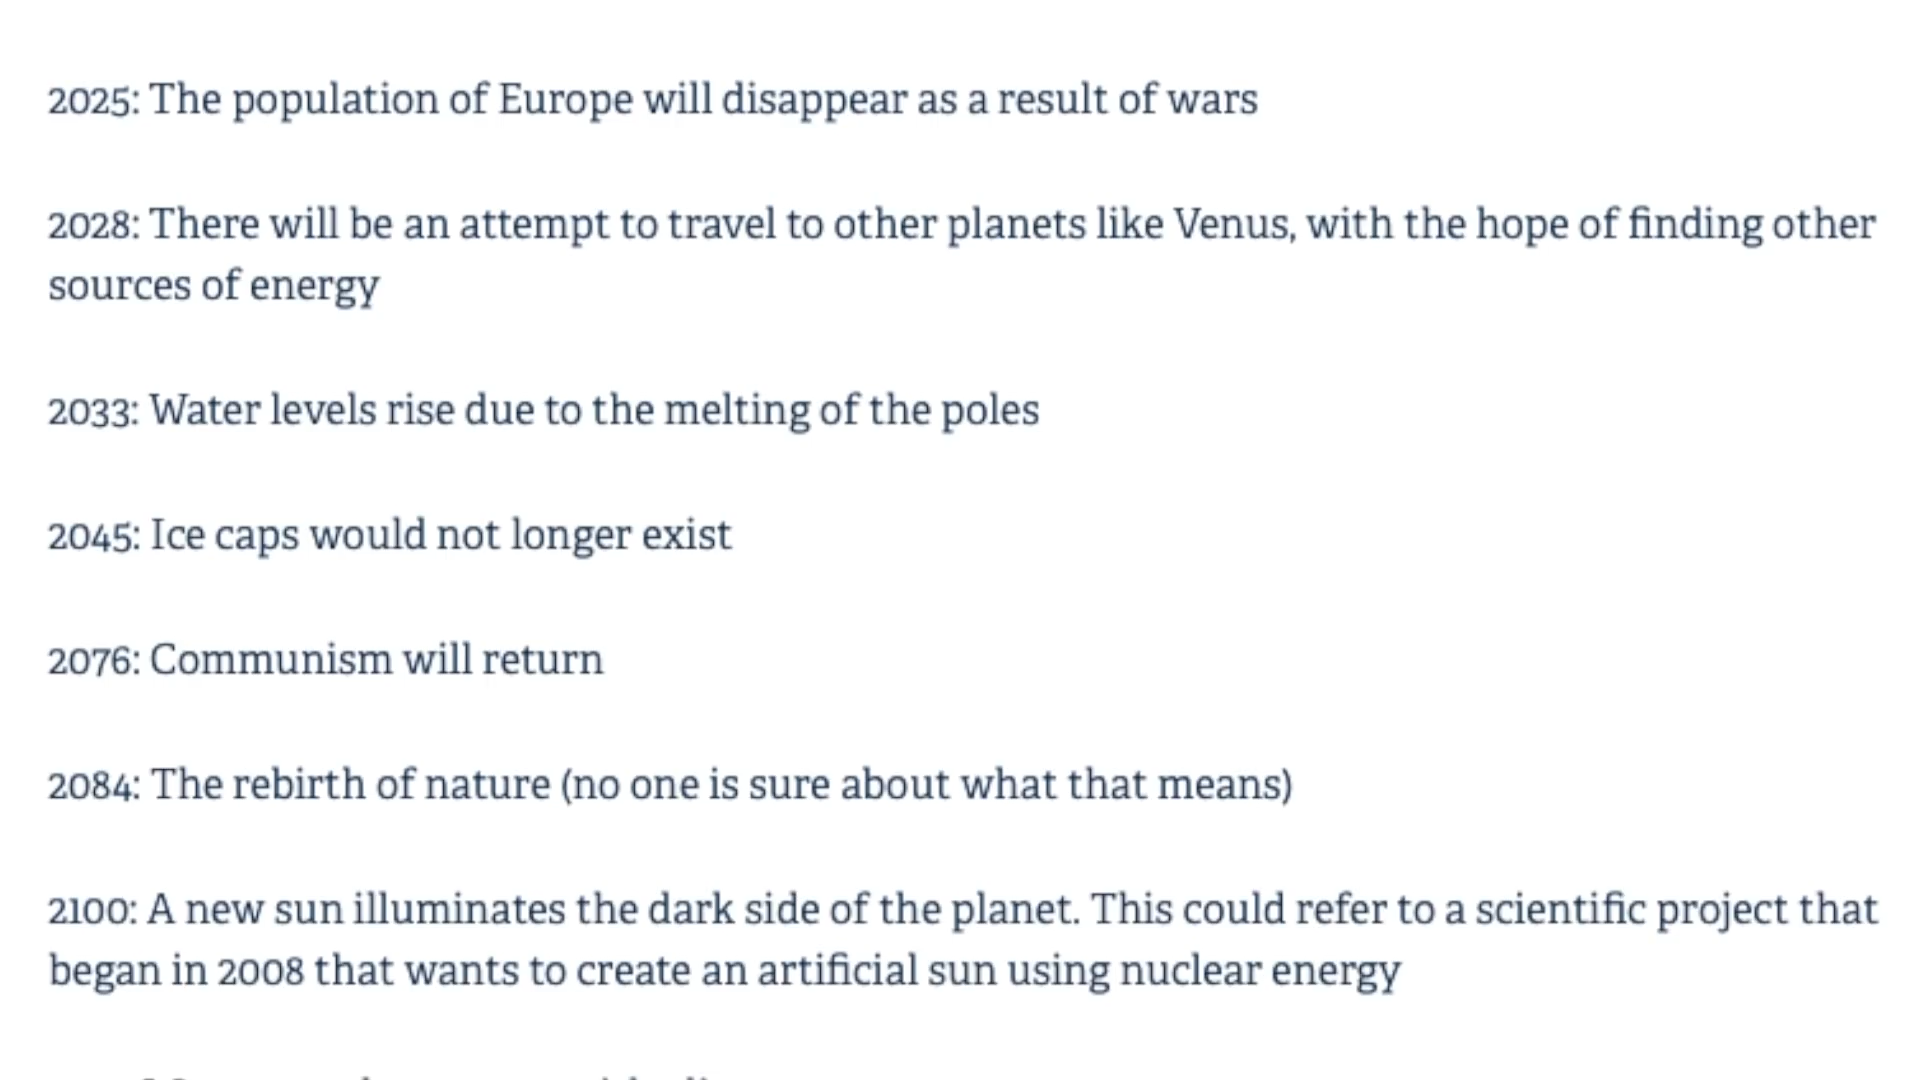 2025: The population of Europe will disappear as a result of wars
2028: There will be an attempt to travel to other planets like Venus, with the hope of finding other
sources of energy
2033: Water levels rise due to the melting of the poles
2045: Ice caps would not longer exist
2076: Communism will return
2084: The rebirth of nature (no one is sure about what that means)
2100: A new sun illuminates the dark side of the planet. This could refer to a scientific project that
began in 2008 that wants to create an artificial sun using nuclear energy